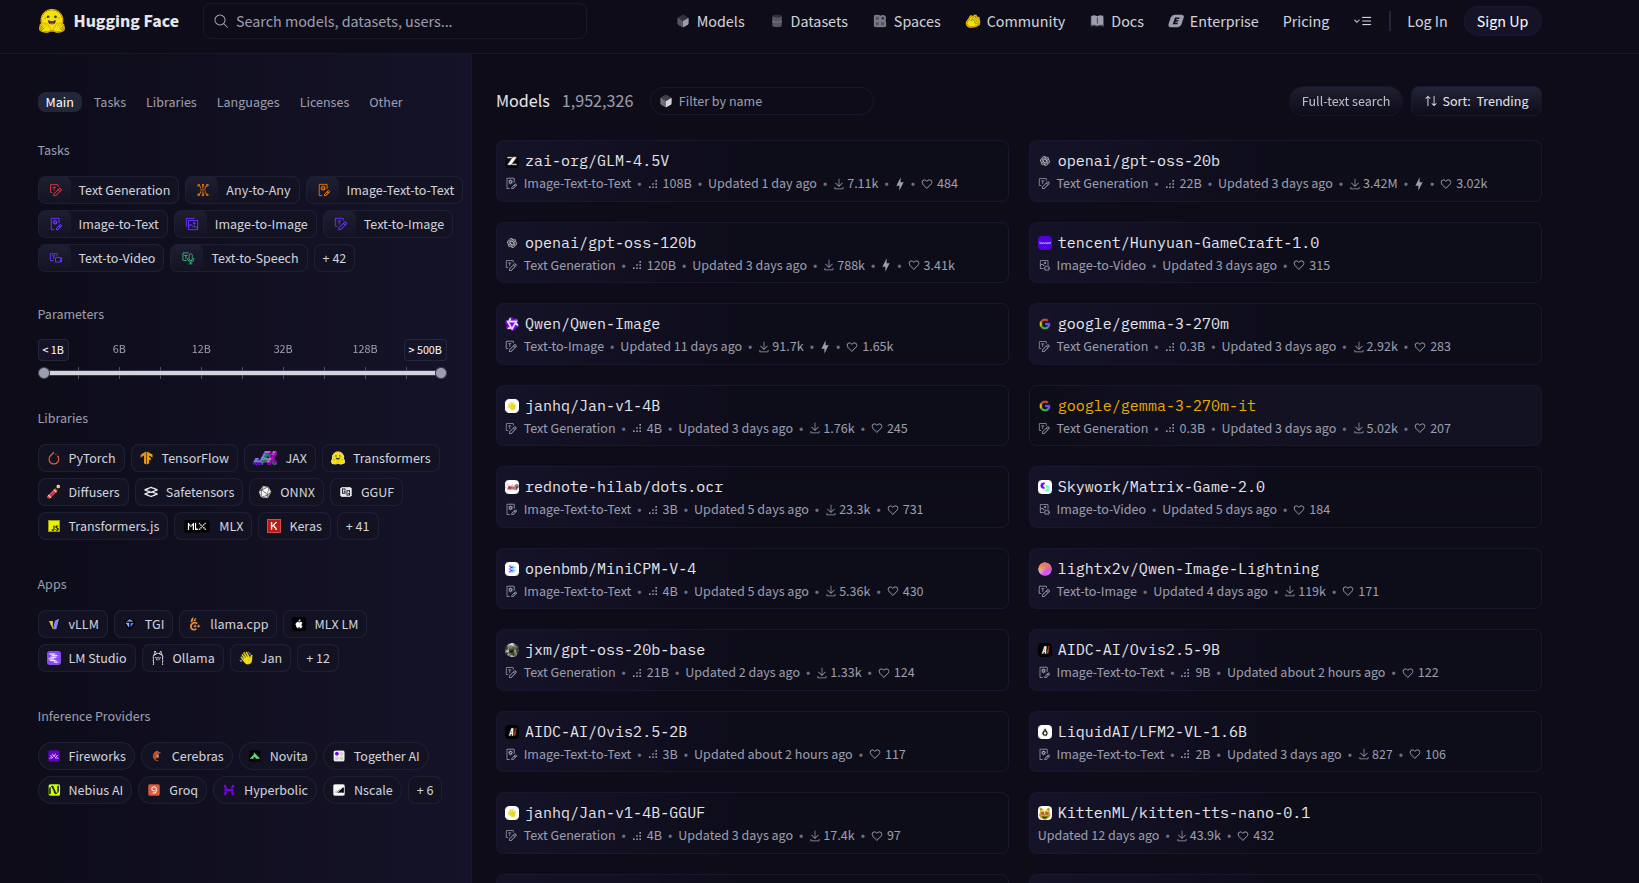 Hugging Face
Search models, datasets, users...
Models
Datasets
Spaces
Community
Docs
Enterprise
Pricing
Log In
Sign Up
Main
Tasks
Libraries
Languages
Licenses
Other
Tasks
Text Generation
Any-to-Any
Image-Text-to-Text
Image-to-Text
Image-to-Image
Text-to-Image
Text-to-Video
Text-to-Speech
+ 42
Parameters
< 1B
6B
12B
32B
128B
> 500B
Libraries
PyTorch
TensorFlow
JAX
Transformers
Diffusers
Safetensors
ONNX
GGUF
Transformers.js
MLX
Keras
+ 41
Apps
vLLM
TGI
llama.cpp
MLX LM
LM Studio
Ollama
Jan
+ 12
Inference Providers
Fireworks
Cerebras
Novita
Together AI
Nebius AI
Groq
Hyperbolic
Nscale
+ 6
Models 1,952,326
Filter by name
Full-text search
Sort: Trending
zai-org/GLM-4.5V
Image-Text-to-Text • 108B • Updated 1 day ago • 7.11k • • 484
openai/gpt-oss-20b
Text Generation • 22B • Updated 3 days ago • 3.42M • • 3.02k
openai/gpt-oss-120b
Text Generation • 120B • Updated 3 days ago • 788k • • 3.41k
tencent/Hunyuan-GameCraft-1.0
Image-to-Video • Updated 3 days ago • 315
Qwen/Qwen-Image
Text-to-Image • Updated 11 days ago • 91.7k • • 1.65k
google/gemma-3-270m
Text Generation • 0.3B • Updated 3 days ago • 2.92k • 283
janhq/Jan-v1-4B
Text Generation • 4B • Updated 3 days ago • 1.76k • 245
google/gemma-3-270m-it
Text Generation • 0.3B • Updated 3 days ago • 5.02k • 207
rednote-hilab/dots.ocr
Image-Text-to-Text • 3B • Updated 5 days ago • 23.3k • 731
Skywork/Matrix-Game-2.0
Image-to-Video • Updated 5 days ago • 184
openbmb/MiniCPM-V-4
Image-Text-to-Text • 4B • Updated 5 days ago • 5.36k • 430
lightx2v/Qwen-Image-Lightning
Text-to-Image • Updated 4 days ago • 119k • 171
jxm/gpt-oss-20b-base
Text Generation • 21B • Updated 2 days ago • 1.33k • 124
AIDC-AI/Ovis2.5-9B
Image-Text-to-Text • 9B • Updated about 2 hours ago • 122
AIDC-AI/Ovis2.5-2B
Image-Text-to-Text • 3B • Updated about 2 hours ago • 117
LiquidAI/LFM2-VL-1.6B
Image-Text-to-Text • 2B • Updated 3 days ago • 827 • 106
janhq/Jan-v1-4B-GGUF
Text Generation • 4B • Updated 3 days ago • 17.4k • 97
KittenML/kitten-tts-nano-0.1
Updated 12 days ago • 43.9k • 432